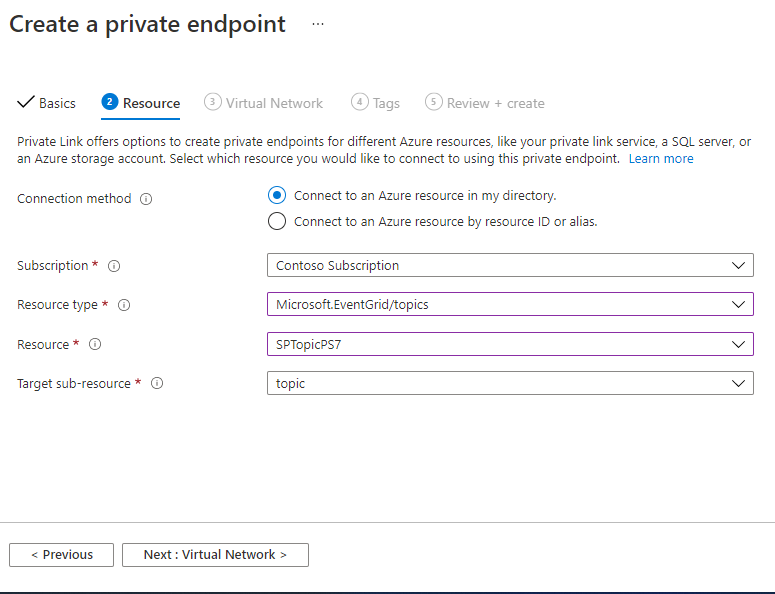 Create a private endpoint ...
Basics 2 Resource 3 Virtual Network 4 Tags 5 Review + create
Private Link offers options to create private endpoints for different Azure resources, like your private link service, a SQL server, or
an Azure storage account. Select which resource you would like to connect to using this private endpoint. Learn more
Connection method
Connect to an Azure resource in my directory.
Connect to an Azure resource by resource ID or alias.
Subscription * Contoso Subscription
Resource type * Microsoft.EventGrid/topics
Resource * SPTopicPS7
Target sub-resource * topic
< Previous Next : Virtual Network >